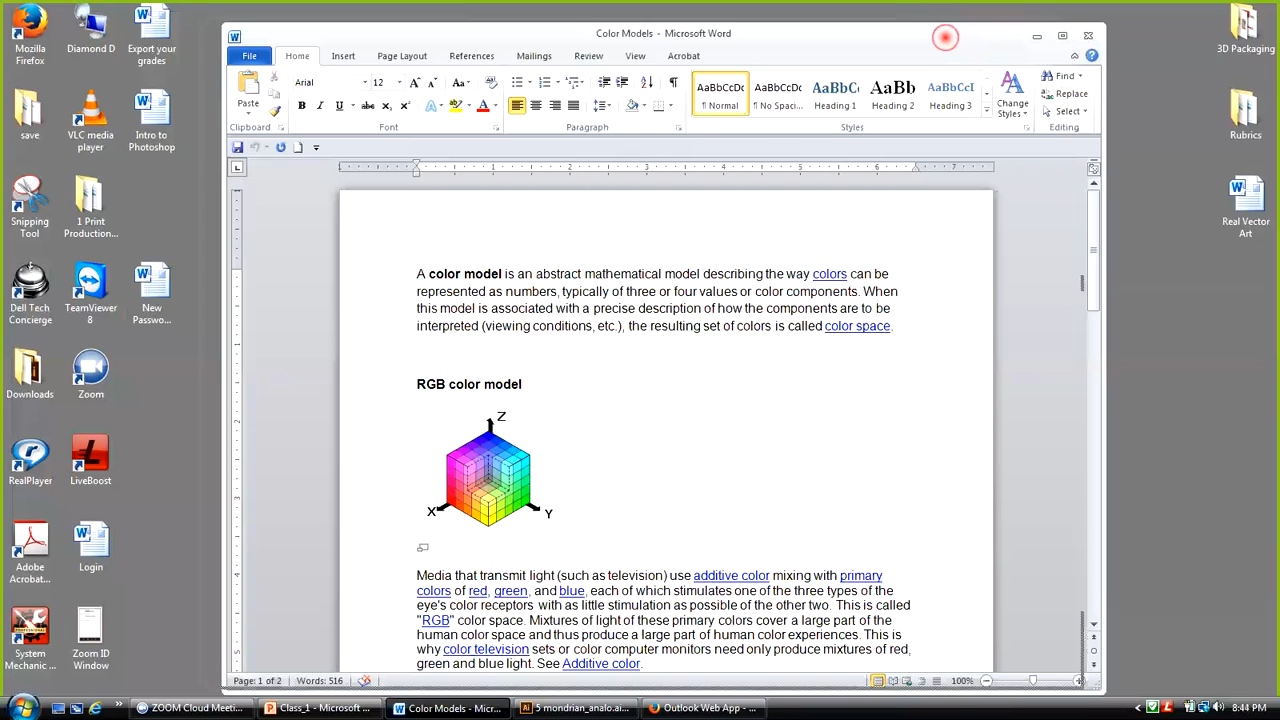 Mozilla
Firefox
Diamond D
Export your
grades
save
VLC media
player
Intro to
Photoshop
Snipping
Tool
1 Print
Production...
Dell Tech
Concierge
TeamViewer
8
New
Passwo...
Downloads
Zoom
RealPlayer
LiveBoost
Adobe
Acrobat...
Login
System
Mechanic ...
Zoom ID
Window
3D Packaging
Rubrics
Real Vector
Art
Color Models - Microsoft Word
File Home Insert Page Layout References Mailings Review View Acrobat
Paste
Clipboard
Arial 12
Font
Paragraph
AaBbCcDc AaBbCcDc AaBbC AaBb AaBbCcI
¶ Normal ¶ No Spaci... Heading 1 Heading 2 Heading 3
Change
Styles
Styles
Find
Replace
Select
Editing
1 2 3 4 5 6 7
A color model is an abstract mathematical model describing the way colors can be
represented as numbers, typically of three or four values or color components. When
this model is associated with a precise description of how the components are to be
interpreted (viewing conditions, etc.), the resulting set of colors is called color space.
RGB color model
Z
X
Y
Media that transmit light (such as television) use additive color mixing with primary
colors of red, green, and blue, each of which stimulates one of the three types of the
eye's color receptors with as little stimulation as possible of the other two. This is called
"RGB" color space. Mixtures of light of these primary colors cover a large part of the
human color space and thus produce a large part of human color experiences. This is
why color television sets or color computer monitors need only produce mixtures of red,
green and blue light. See Additive color.
Page: 1 of 2 Words: 516 100%
ZOOM Cloud Meetin... Class_1 - Microsoft ... Color Models - Micr... 5 mondrian_analo.ai... Outlook Web App - ... 8:44 PM